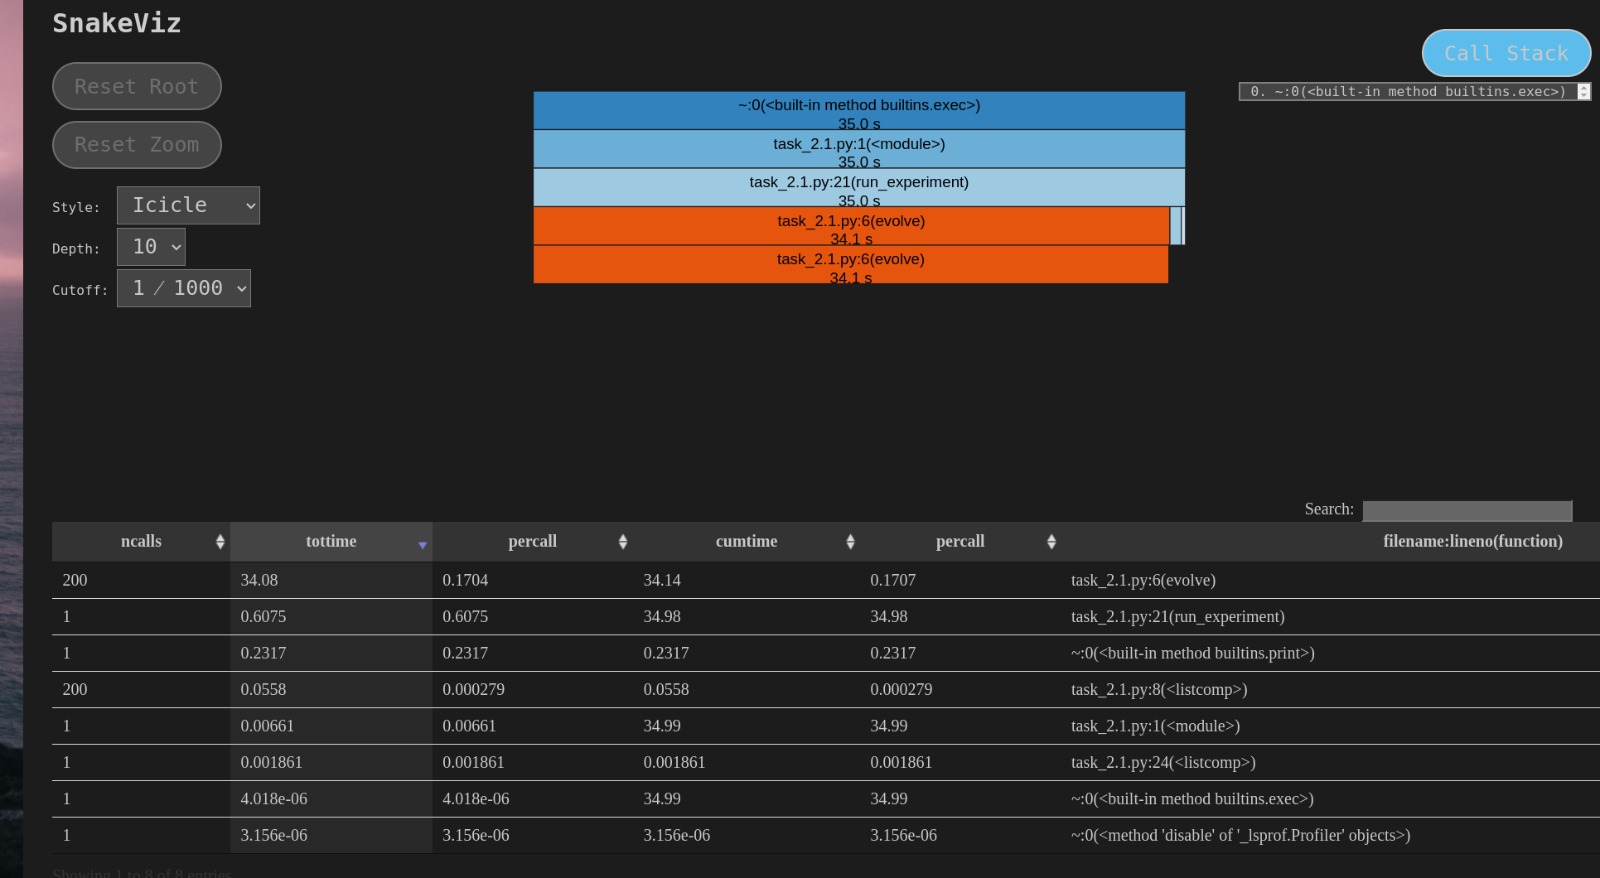 SnakeViz
Call Stack
Reset Root
0. ~:0(<built-in method builtins.exec>)
Reset Zoom
Style: Icicle
Depth: 10
Cutoff: 1 / 1000
~:0(<built-in method builtins.exec>)
35.0 s
task_2.1.py:1(<module>)
35.0 s
task_2.1.py:21(run_experiment)
35.0 s
task_2.1.py:6(evolve)
34.1 s
task_2.1.py:6(evolve)
34.1 s
Search:
ncalls tottime percall cumtime percall filename:lineno(function)
200 34.08 0.1704 34.14 0.1707 task_2.1.py:6(evolve)
1 0.6075 0.6075 34.98 34.98 task_2.1.py:21(run_experiment)
1 0.2317 0.2317 0.2317 0.2317 ~:0(<built-in method builtins.print>)
200 0.0558 0.000279 0.0558 0.000279 task_2.1.py:8(<listcomp>)
1 0.00661 0.00661 34.99 34.99 task_2.1.py:1(<module>)
1 0.001861 0.001861 0.001861 0.001861 task_2.1.py:24(<listcomp>)
1 4.018e-06 4.018e-06 34.99 34.99 ~:0(<built-in method builtins.exec>)
1 3.156e-06 3.156e-06 3.156e-06 3.156e-06 ~:0(<method 'disable' of '_lsprof.Profiler' objects>)
Showing 1 to 8 of 8 entries